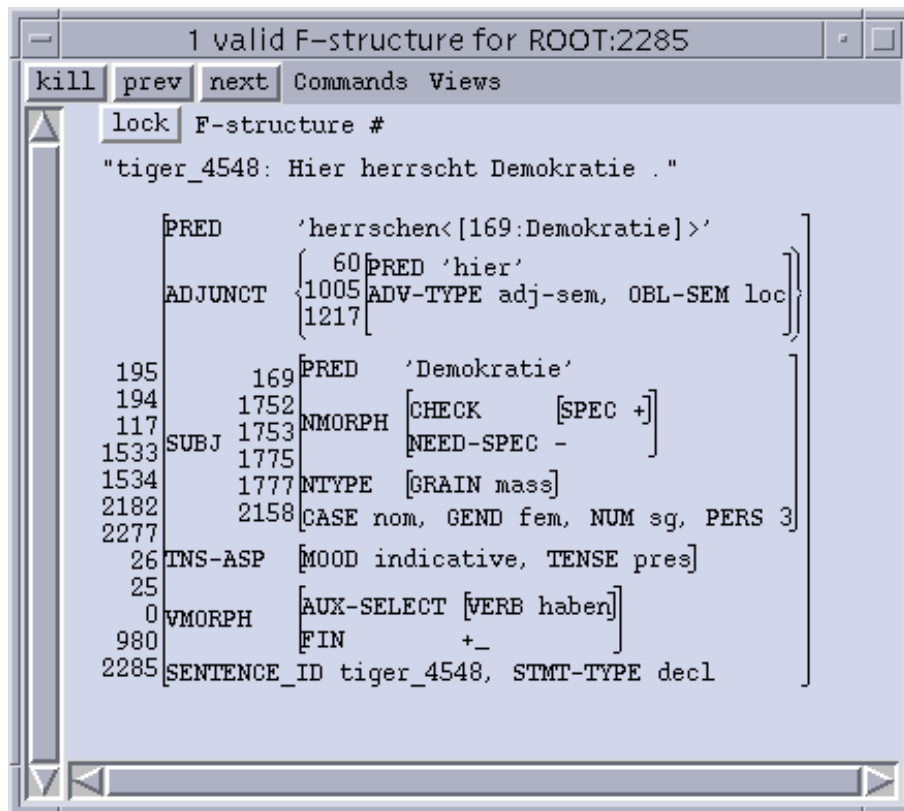 1 valid F-structure for ROOT:2285
kill prev next Commands Views
lock F-structure #
"tiger_4548: Hier herrscht Demokratie ."
PRED 'herrschen<[169:Demokratie]>'
60 PRED 'hier'
ADJUNCT 1005 ADV-TYPE adj-sem, OBL-SEM loc
1217
195 169 PRED 'Demokratie'
194 1752 NMORPH [CHECK [SPEC +]
117 SUBJ 1753 NEED-SPEC -
1533 1775
1534 1777 NTYPE [GRAIN mass]
2182 2158 CASE nom, GEND fem, NUM sg, PERS 3
2277
26 TNS-ASP [MOOD indicative, TENSE pres]
25
0 VMORPH [AUX-SELECT [VERB haben]
980 FIN +_
2285 SENTENCE_ID tiger_4548, STMT-TYPE decl